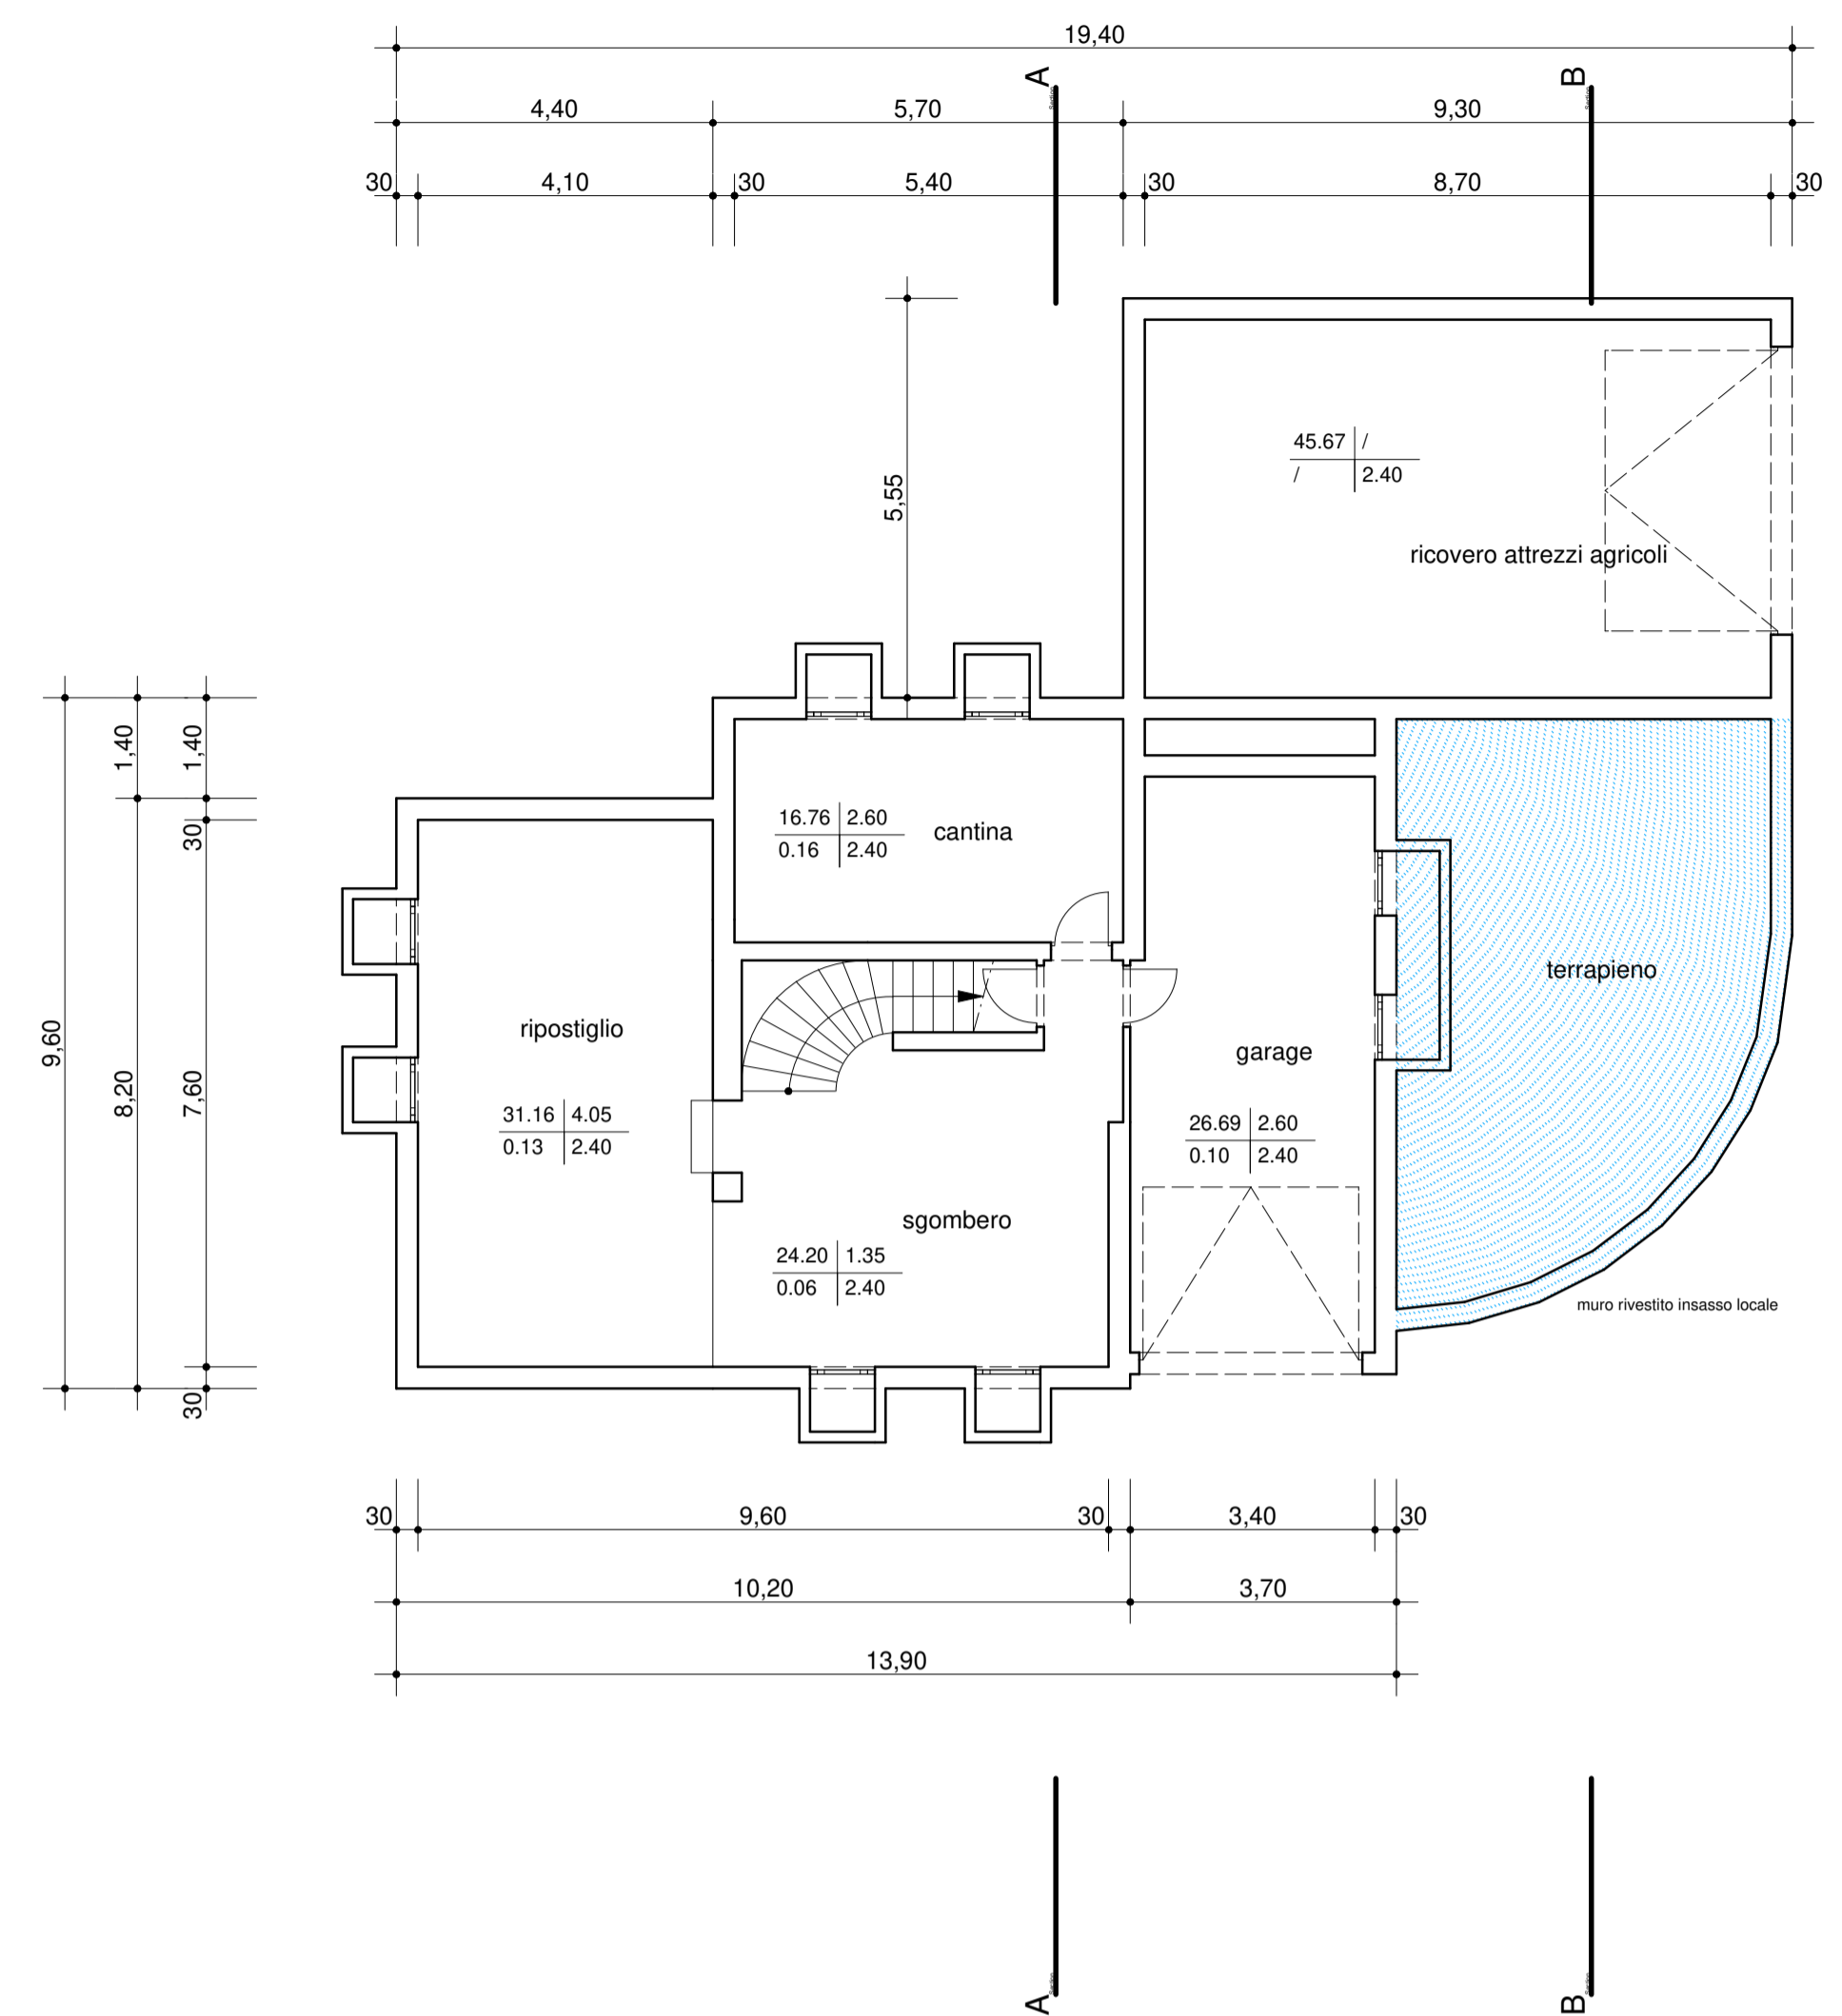 19,40
A
B
4,40 5,70 9,30
30 4,10 30 5,40 30 8,70 30
45.67 /
/ 2.40
5,55
ricovero attrezzi agricoli
1,40
1,40
30
16.76 2.60
0.16 2.40
cantina
terrapieno
ripostiglio
garage
9,60
8,20
7,60
31.16 4.05
0.13 2.40
26.69 2.60
0.10 2.40
sgombero
24.20 1.35
0.06 2.40
muro rivestito insasso locale
30
30 9,60 30 3,40 30
10,20 3,70
13,90
A
B